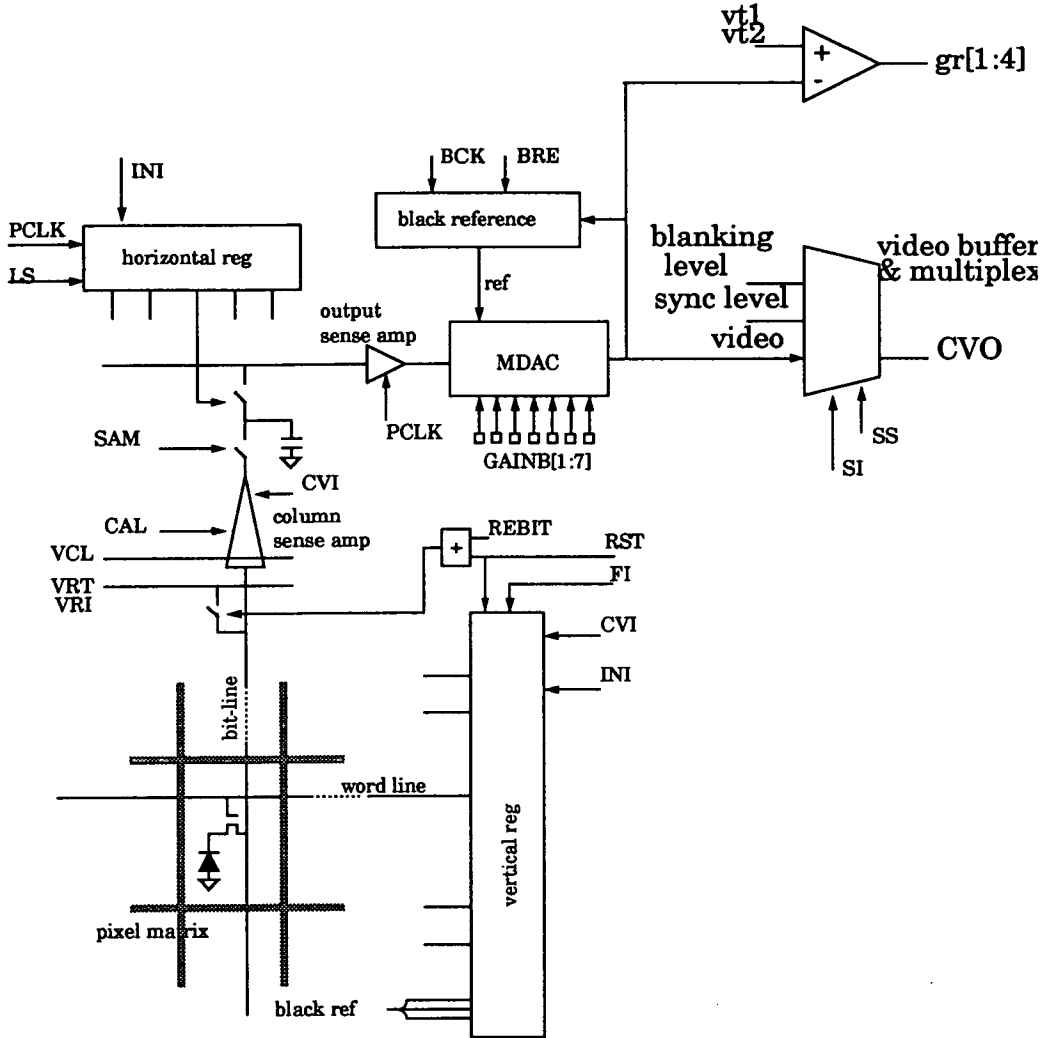 vt1
vt2
+
-
gr[1:4]
INI
BCK
BRE
PCLK
LS
horizontal reg
black reference
ref
blanking
level
sync level
video
video buffer
& multiplex
output
sense amp
MDAC
CVO
PCLK
GAINB[1:7]
SS
SI
SAM
CVI
CAL
column
sense amp
VCL
VRT
VRI
+
REBIT
RST
FI
CVI
INI
bit-line
word line
vertical reg
pixel matrix
black ref